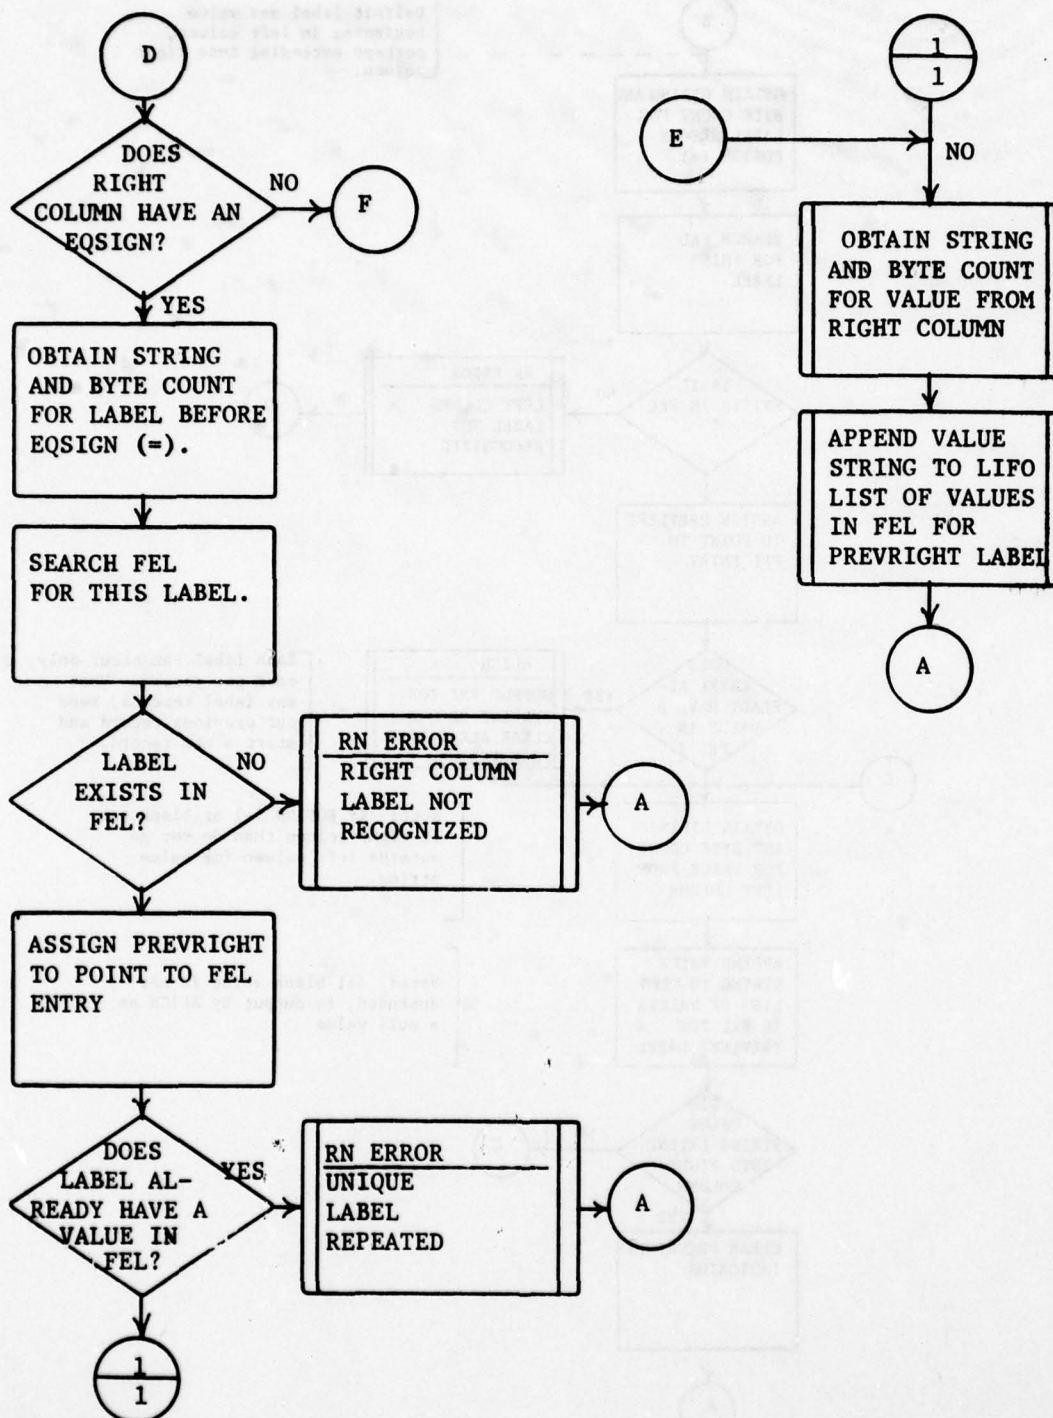 D
DOES
RIGHT
COLUMN HAVE AN
EQSIGN?
NO
F
YES
OBTAIN STRING
AND BYTE COUNT
FOR LABEL BEFORE
EQSIGN (=).
SEARCH FEL
FOR THIS LABEL.
LABEL
EXISTS IN
FEL?
NO
RN ERROR
RIGHT COLUMN
LABEL NOT
RECOGNIZED
A
ASSIGN PREVRIGHT
TO POINT TO FEL
ENTRY
DOES
LABEL AL-
READY HAVE A
VALUE IN
FEL?
YES
RN ERROR
UNIQUE
LABEL
REPEATED
A
1
1
1
1
E
NO
OBTAIN STRING
AND BYTE COUNT
FOR VALUE FROM
RIGHT COLUMN
APPEND VALUE
STRING TO LIFO
LIST OF VALUES
IN FEL FOR
PREVRIGHT LABEL
A